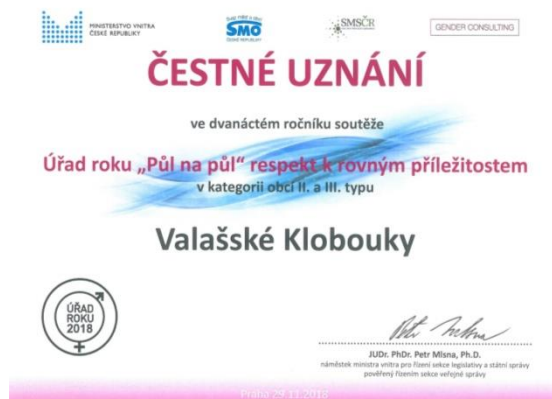 MINISTERSTVO VNITRA
ČESKÉ REPUBLIKY
SMO
SMSČR
GENDER CONSULTING
ČESTNÉ UZNÁNÍ
ve dvanáctém ročníku soutěže
Úřad roku „Půl na půl“ respekt k rovným příležitostem
v kategorii obcí II. a III. typu
Valašské Klobouky
ÚŘAD
ROKU
2018
JUDr. PhDr. Petr Mlsna, Ph.D.
náměstek ministra vnitra pro řízení sekce legislativy a státní správy
pověřený řízením sekce veřejné správy
Praha 29.11.2018